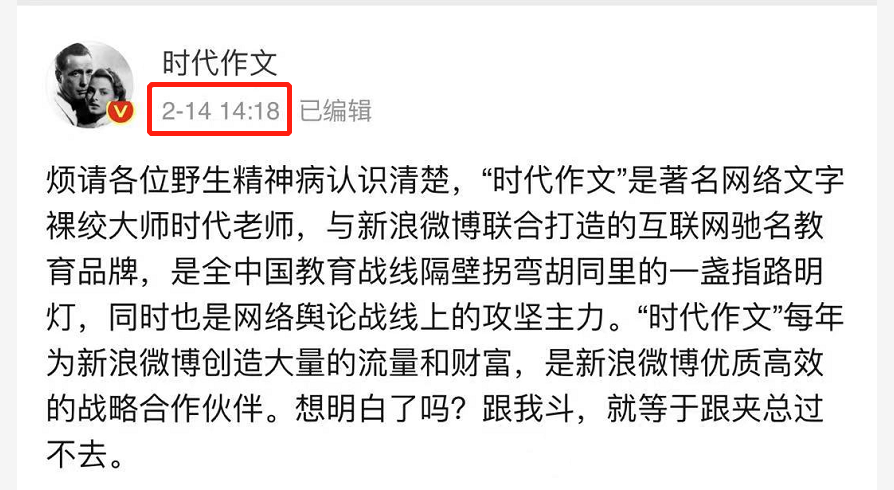 时代作文
2-14 14:18 已编辑
烦请各位野生精神病认识清楚，“时代作文”是著名网络文字
裸绞大师时代老师，与新浪微博联合打造的互联网驰名教
育品牌，是全中国教育战线隔壁拐弯胡同里的一盏指路明
灯，同时也是网络舆论战线上的攻坚主力。“时代作文”每年
为新浪微博创造大量的流量和财富，是新浪微博优质高效
的战略合作伙伴。想明白了吗？跟我斗，就等于跟夹总过
不去。